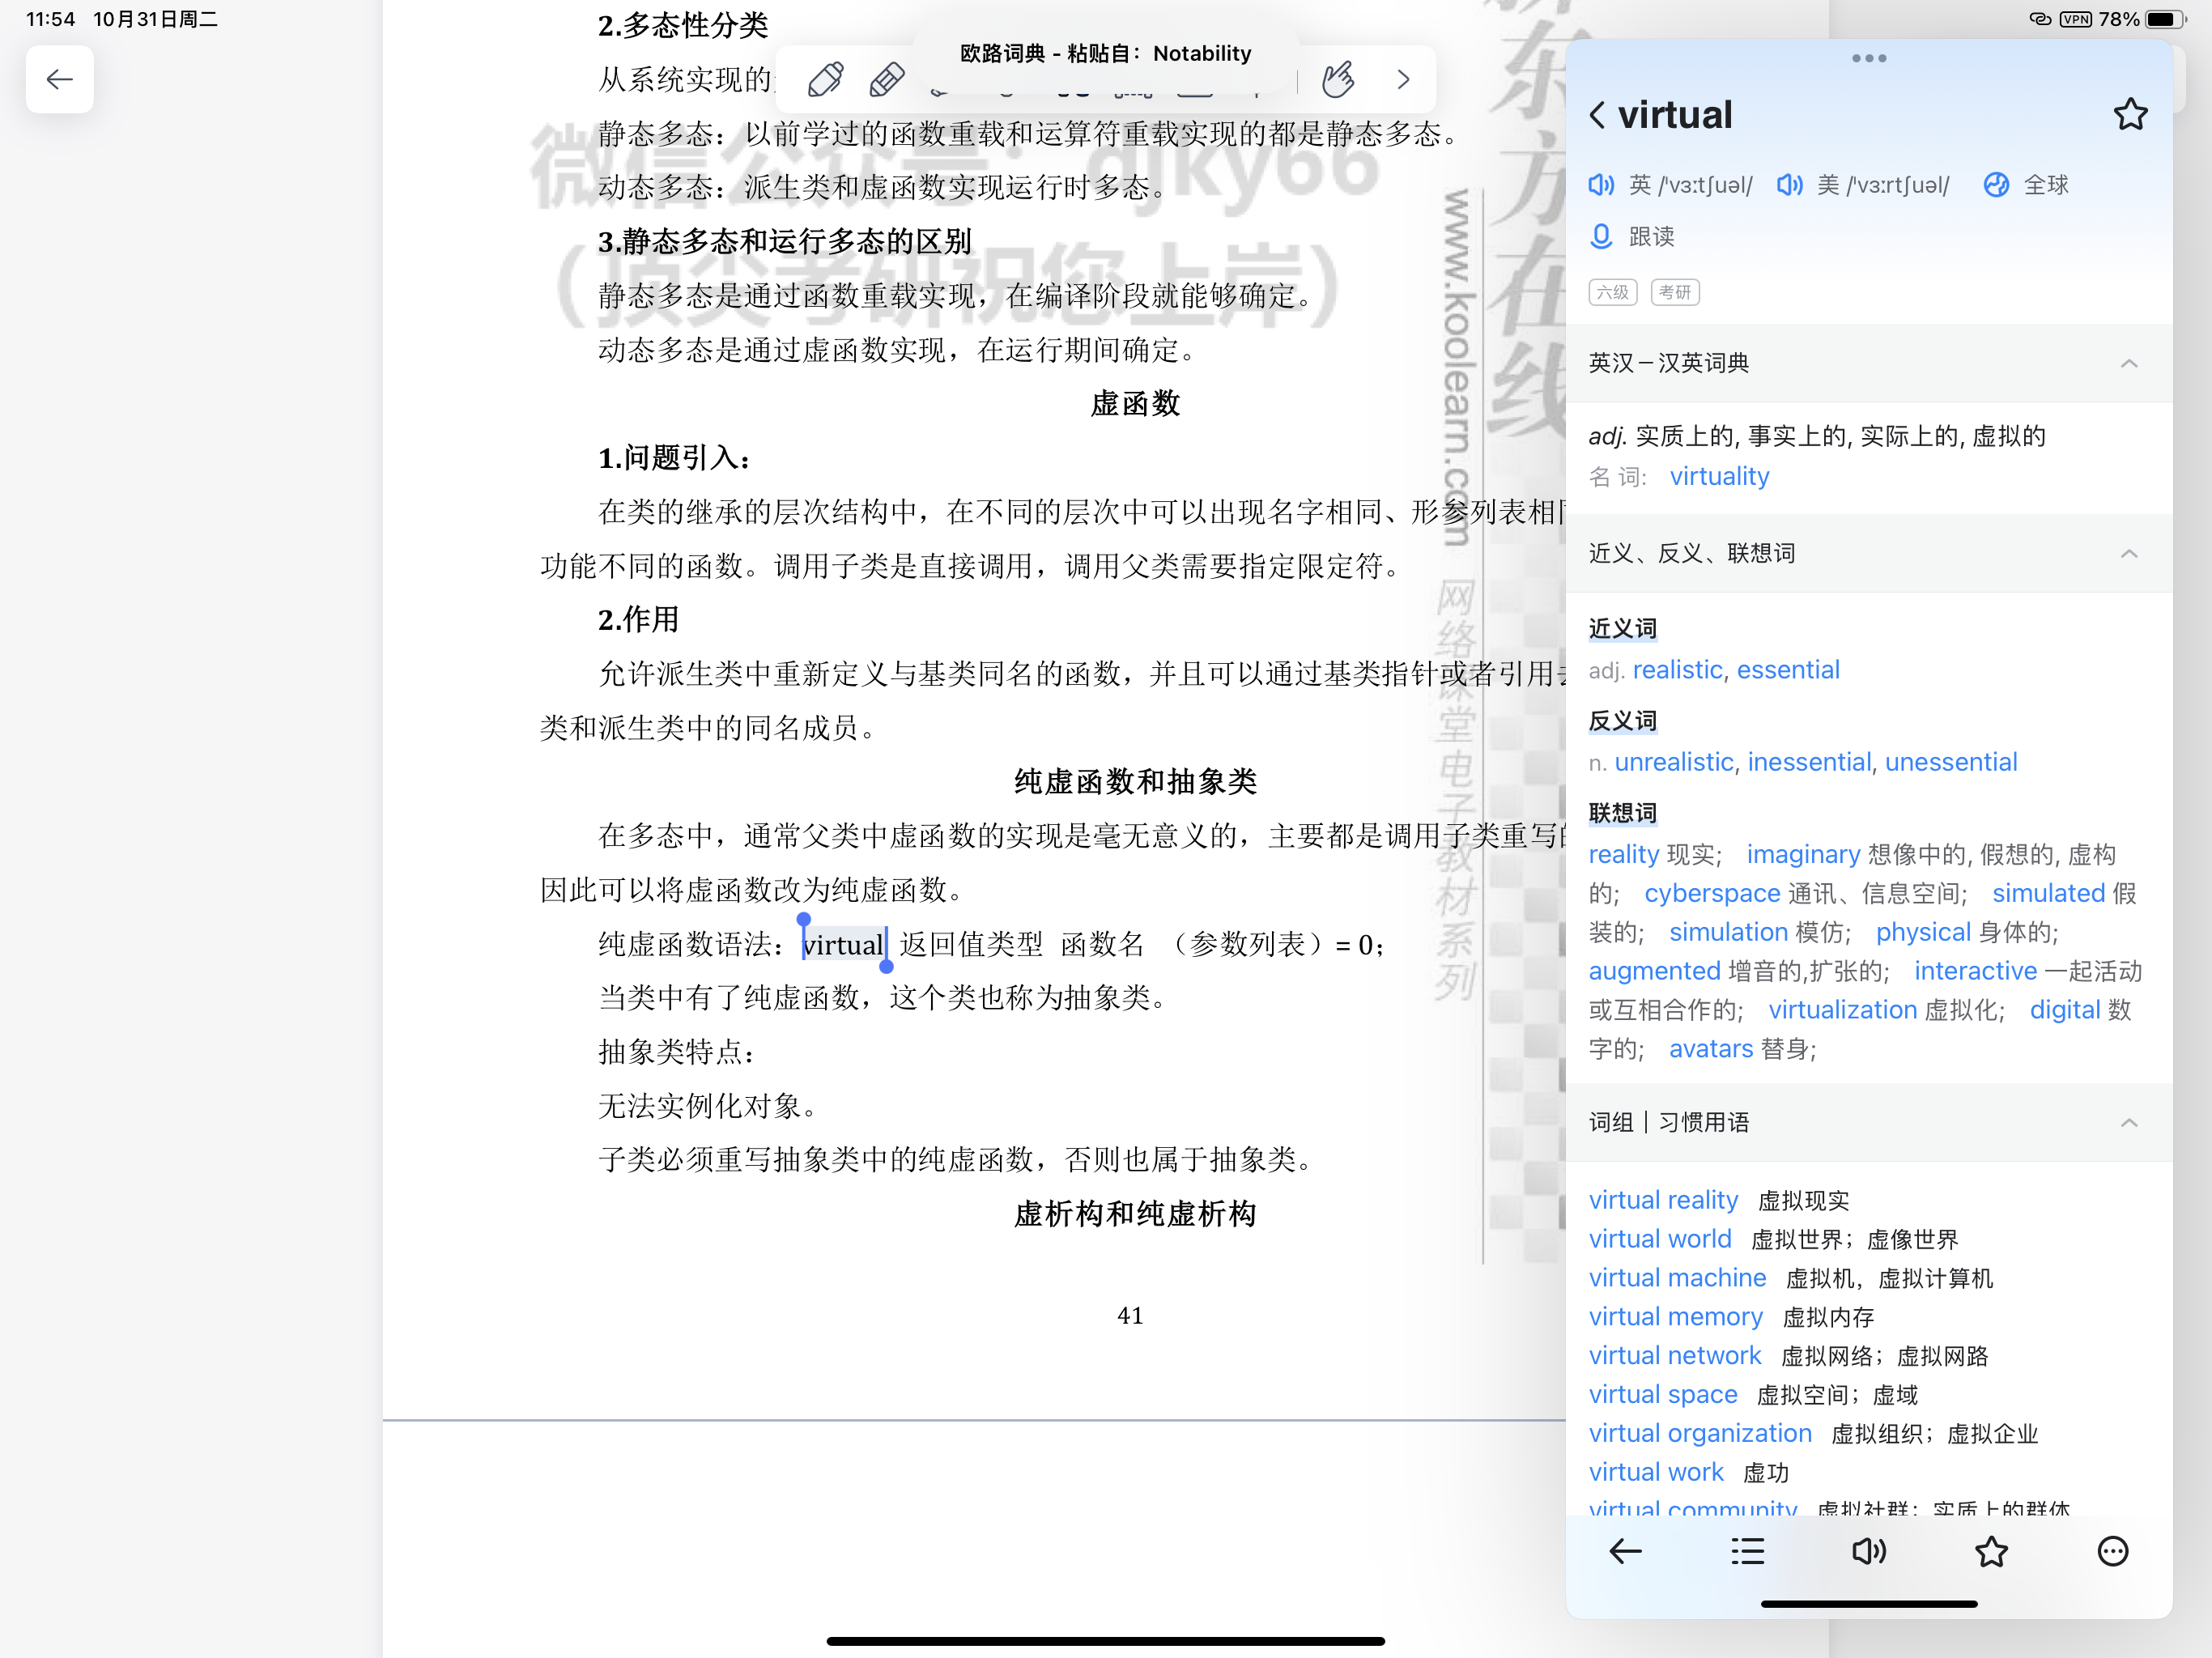 11:54 10月31日周二
VPN 78%
欧路词典 - 粘贴自：Notability
2.多态性分类
从系统实现的
静态多态：以前学过的函数重载和运算符重载实现的都是静态多态。
动态多态：派生类和虚函数实现运行时多态。
3.静态多态和运行多态的区别
静态多态是通过函数重载实现，在编译阶段就能够确定。
动态多态是通过虚函数实现，在运行期间确定。
虚函数
1.问题引入：
在类的继承的层次结构中，在不同的层次中可以出现名字相同、形参列表相
功能不同的函数。调用子类是直接调用，调用父类需要指定限定符。
2.作用
允许派生类中重新定义与基类同名的函数，并且可以通过基类指针或者引用
类和派生类中的同名成员。
纯虚函数和抽象类
在多态中，通常父类中虚函数的实现是毫无意义的，主要都是调用子类重写
因此可以将虚函数改为纯虚函数。
纯虚函数语法：virtual 返回值类型 函数名 （参数列表）= 0；
当类中有了纯虚函数，这个类也称为抽象类。
抽象类特点：
无法实例化对象。
子类必须重写抽象类中的纯虚函数，否则也属于抽象类。
虚析构和纯虚析构
41
微信公众号：djky66
（顶尖考研祝您上岸）
新东方在线
www.koolearn.com 网络课堂电子教材系列
virtual
英 /ˈvɜːtʃuəl/ 美 /ˈvɜːrtʃuəl/ 全球
跟读
六级 考研
英汉－汉英词典
adj. 实质上的, 事实上的, 实际上的, 虚拟的
名 词: virtuality
近义、反义、联想词
近义词
adj. realistic, essential
反义词
n. unrealistic, inessential, unessential
联想词
reality 现实; imaginary 想像中的, 假想的, 虚构
的; cyberspace 通讯、信息空间; simulated 假
装的; simulation 模仿; physical 身体的;
augmented 增音的,扩张的; interactive 一起活动
或互相合作的; virtualization 虚拟化; digital 数
字的; avatars 替身;
词组｜习惯用语
virtual reality 虚拟现实
virtual world 虚拟世界；虚像世界
virtual machine 虚拟机，虚拟计算机
virtual memory 虚拟内存
virtual network 虚拟网络；虚拟网路
virtual space 虚拟空间；虚域
virtual organization 虚拟组织；虚拟企业
virtual work 虚功
virtual community 虚拟社群；实质上的群体